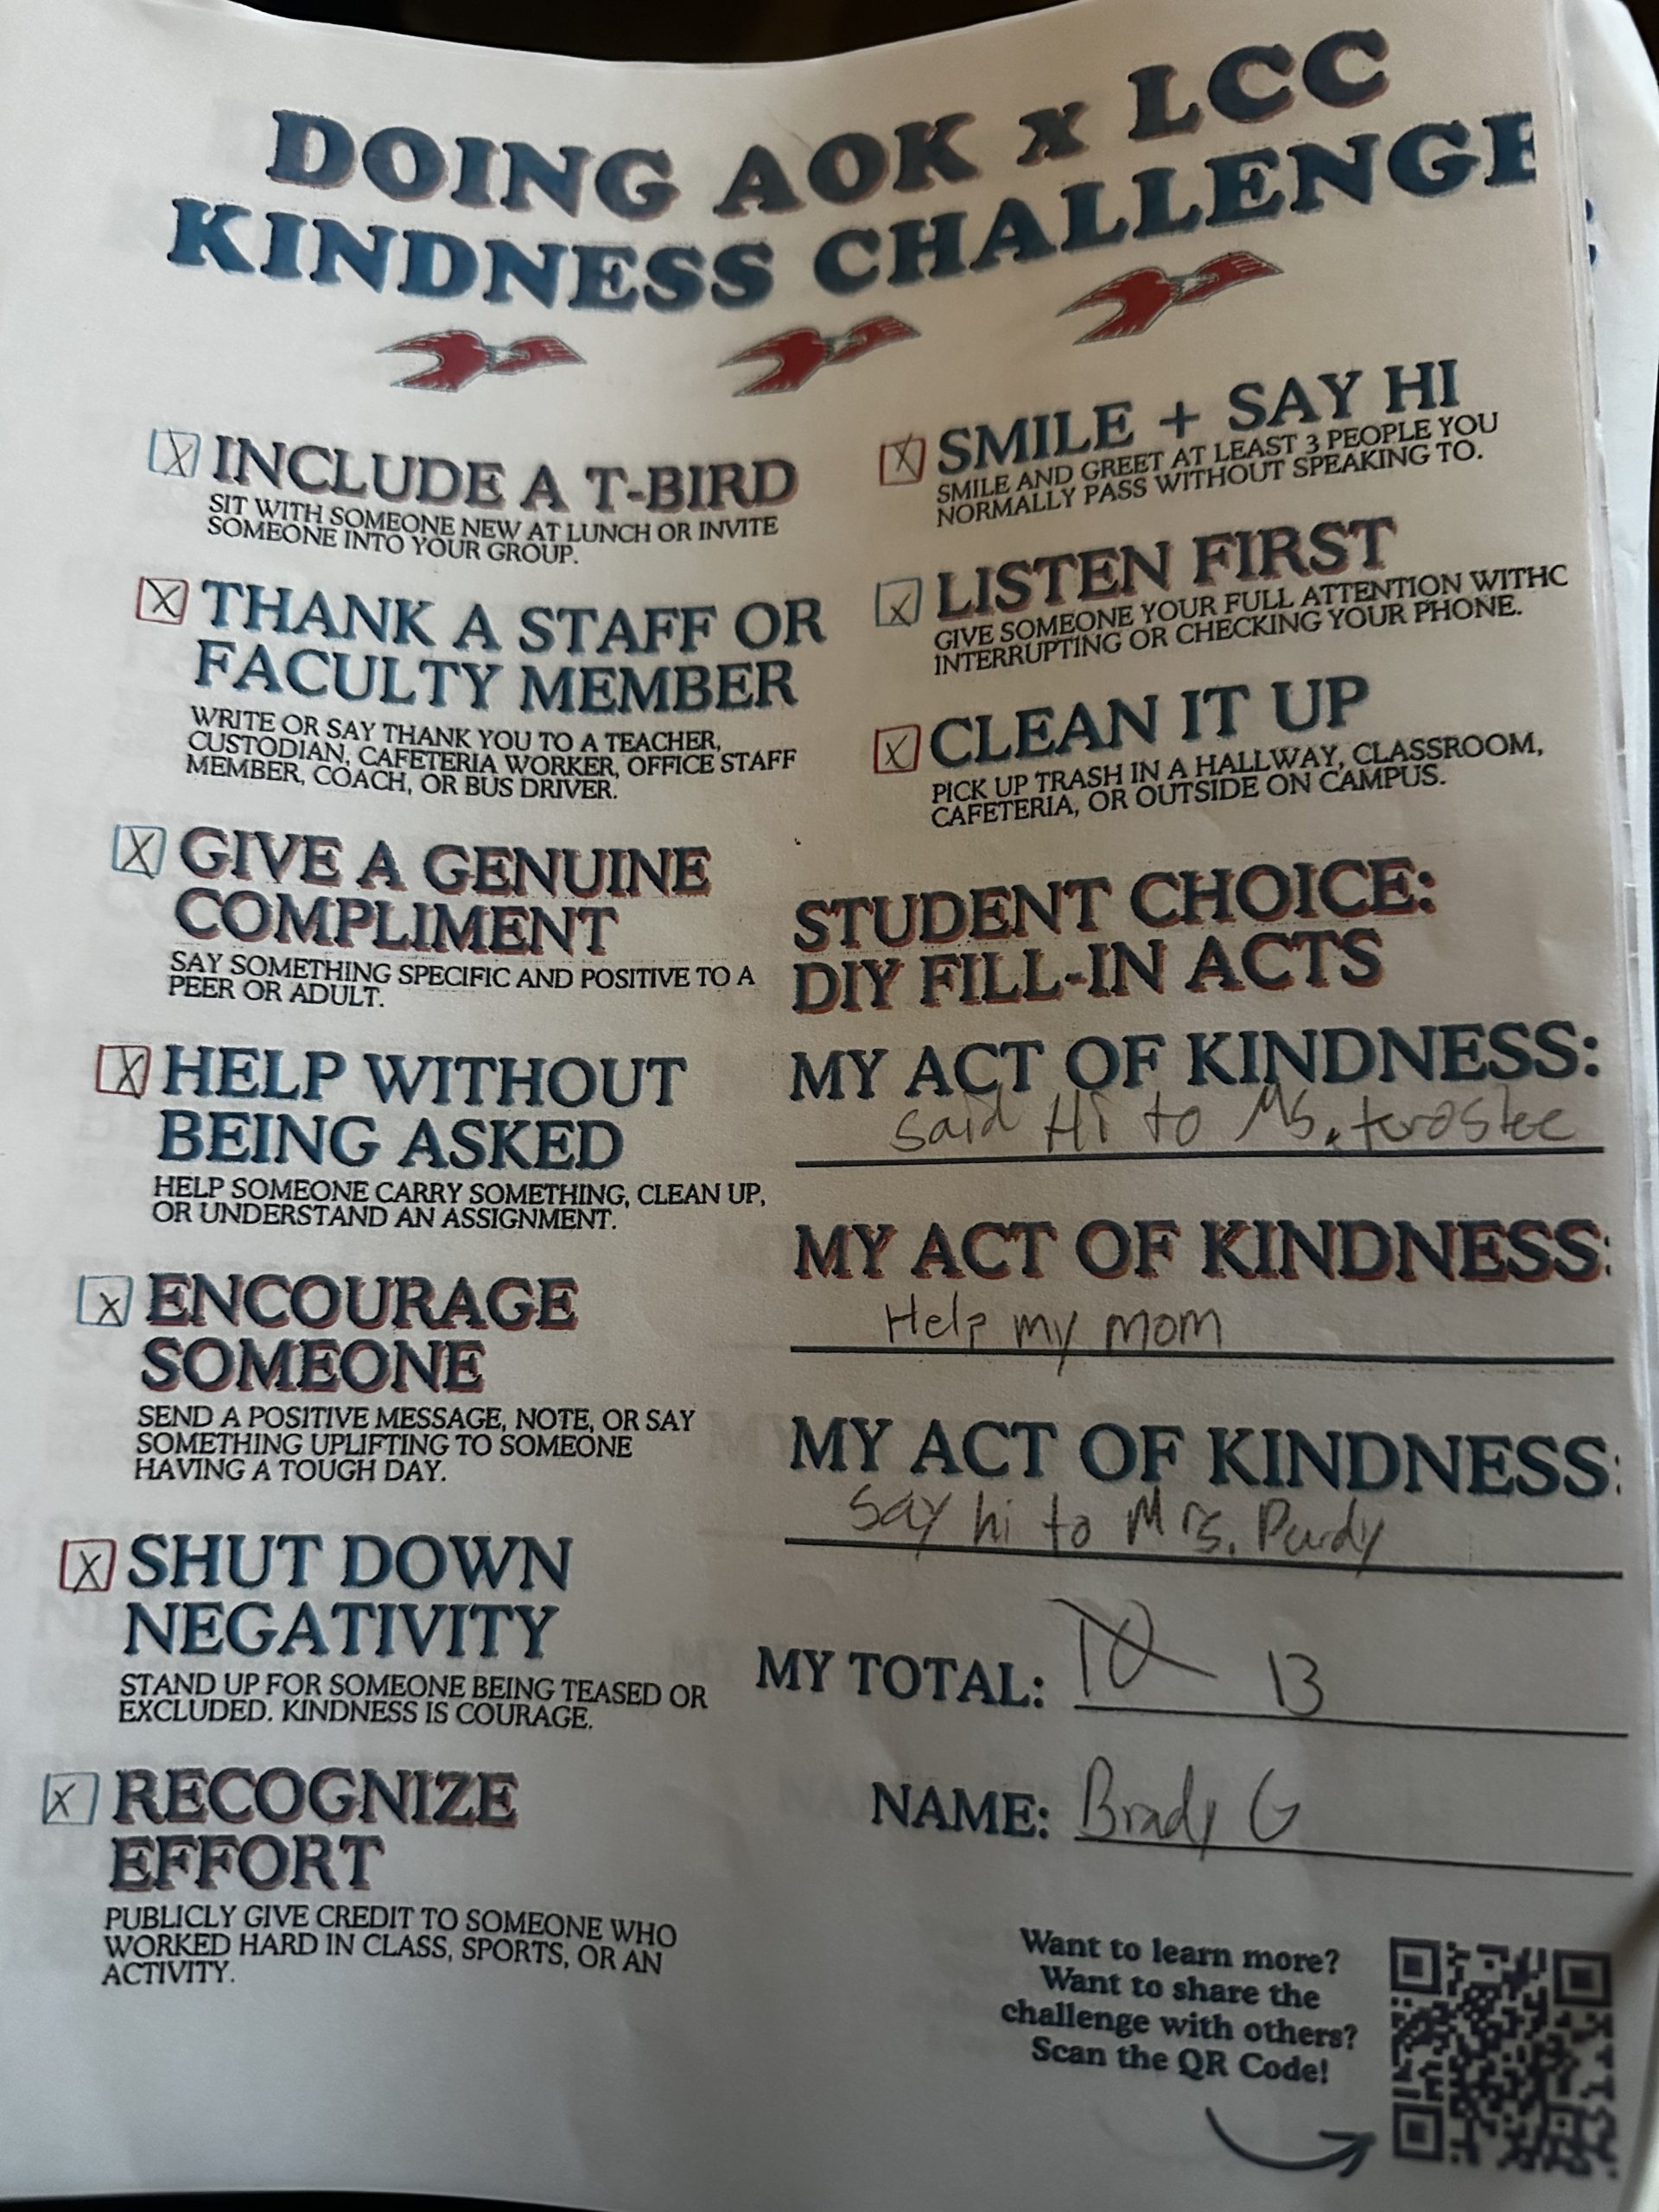 DOING AOK x LCC
KINDNESS CHALLENGE
INCLUDE A T-BIRD
SIT WITH SOMEONE NEW AT LUNCH OR INVITE
SOMEONE INTO YOUR GROUP.
THANK A STAFF OR
FACULTY MEMBER
WRITE OR SAY THANK YOU TO A TEACHER,
CUSTODIAN, CAFETERIA WORKER, OFFICE STAFF
MEMBER, COACH, OR BUS DRIVER.
GIVE A GENUINE
COMPLIMENT
SAY SOMETHING SPECIFIC AND POSITIVE TO A
PEER OR ADULT.
HELP WITHOUT
BEING ASKED
HELP SOMEONE CARRY SOMETHING, CLEAN UP,
OR UNDERSTAND AN ASSIGNMENT.
ENCOURAGE
SOMEONE
SEND A POSITIVE MESSAGE, NOTE, OR SAY
SOMETHING UPLIFTING TO SOMEONE
HAVING A TOUGH DAY.
SHUT DOWN
NEGATIVITY
STAND UP FOR SOMEONE BEING TEASED OR
EXCLUDED. KINDNESS IS COURAGE.
RECOGNIZE
EFFORT
PUBLICLY GIVE CREDIT TO SOMEONE WHO
WORKED HARD IN CLASS, SPORTS, OR AN
ACTIVITY.
SMILE + SAY HI
SMILE AND GREET AT LEAST 3 PEOPLE YOU
NORMALLY PASS WITHOUT SPEAKING TO.
LISTEN FIRST
GIVE SOMEONE YOUR FULL ATTENTION WITHO
INTERRUPTING OR CHECKING YOUR PHONE.
CLEAN IT UP
PICK UP TRASH IN A HALLWAY, CLASSROOM,
CAFETERIA, OR OUTSIDE ON CAMPUS.
STUDENT CHOICE:
DIY FILL-IN ACTS
MY ACT OF KINDNESS:
Said Hi to Ms.
MY ACT OF KINDNESS:
Help my mom
MY ACT OF KINDNESS:
Say hi to Mrs. Purdy
MY TOTAL: 13
NAME: Brady G
Want to learn more?
Want to share the
challenge with others?
Scan the QR Code!